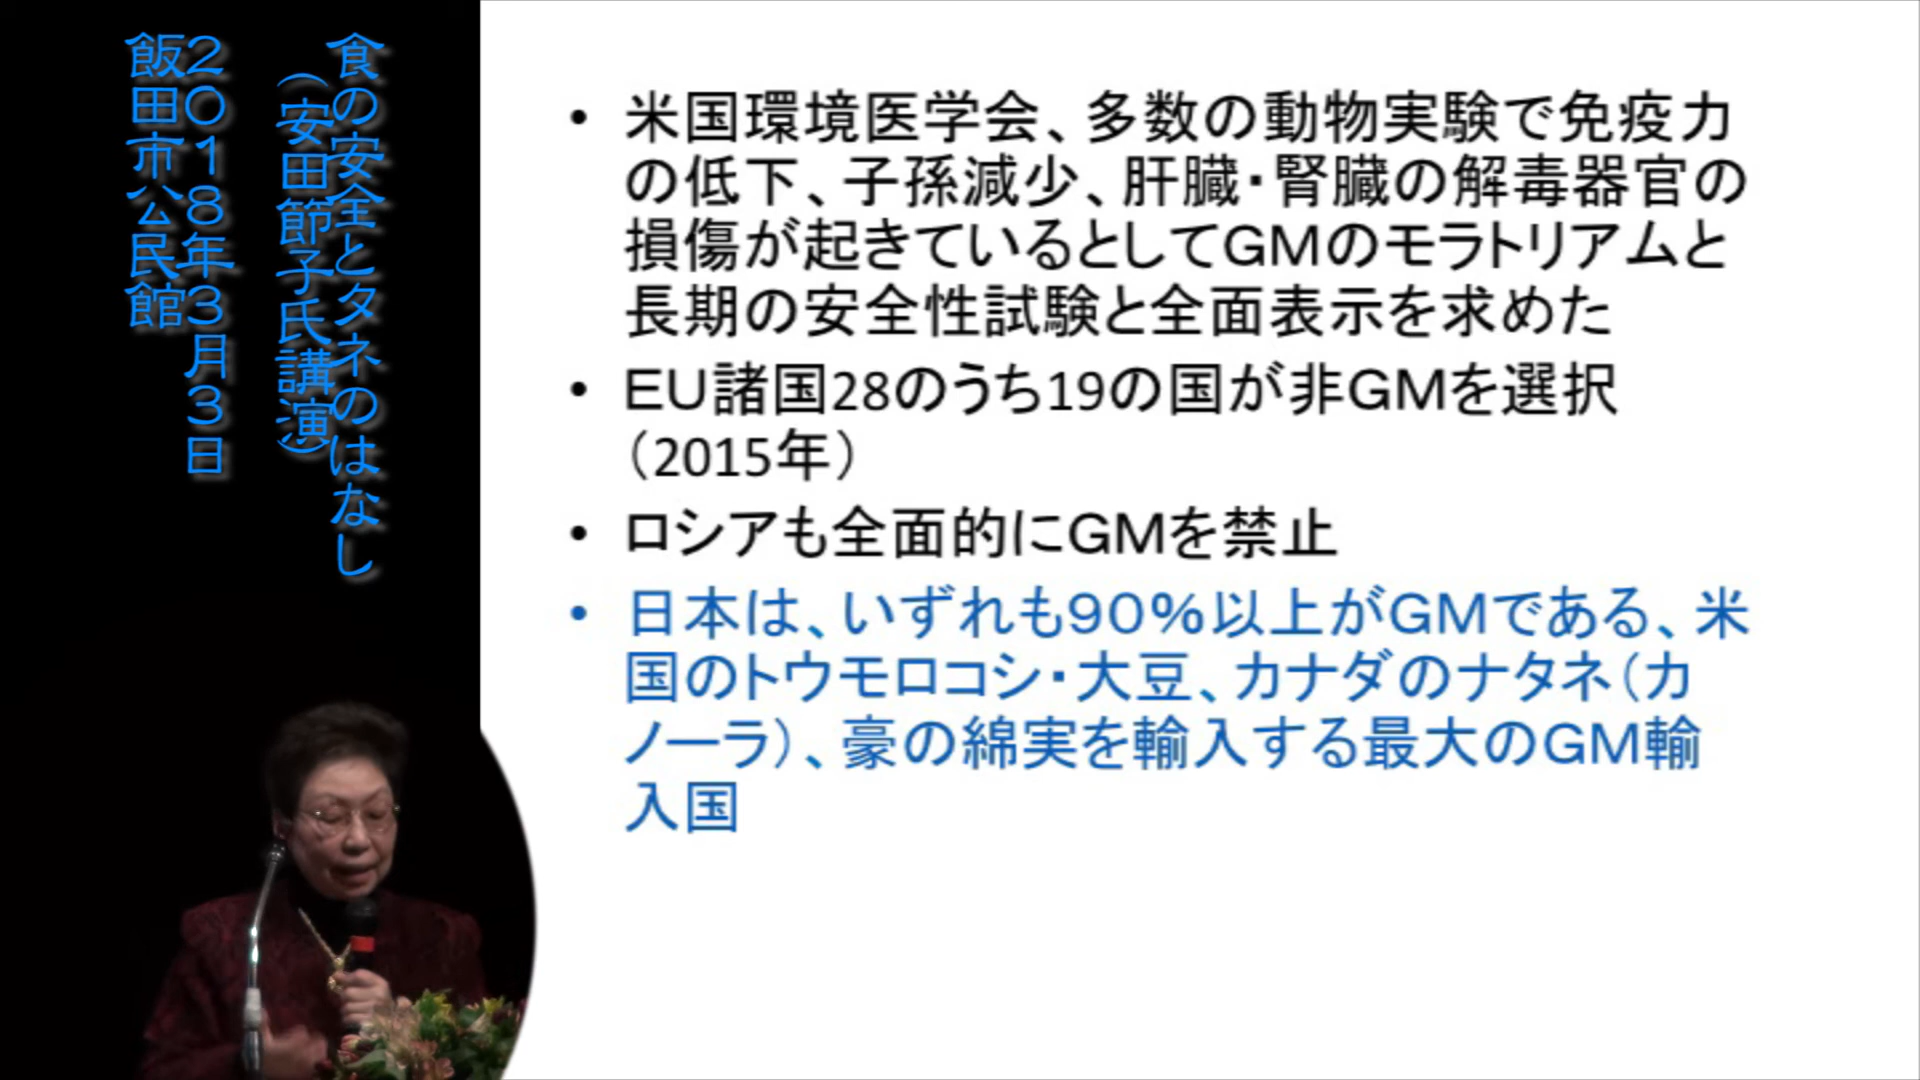 食の安全とタネのはなし
（安田節子氏講演）
２０１８年３月３日
飯田市公民館
• 米国環境医学会、多数の動物実験で免疫力
の低下、子孫減少、肝臓・腎臓の解毒器官の
損傷が起きているとしてGMのモラトリアムと
長期の安全性試験と全面表示を求めた
• EU諸国28のうち19の国が非GMを選択
（2015年）
• ロシアも全面的にGMを禁止
• 日本は、いずれも90％以上がGMである、米
国のトウモロコシ・大豆、カナダのナタネ（カ
ノーラ）、豪の綿実を輸入する最大のGM輸
入国